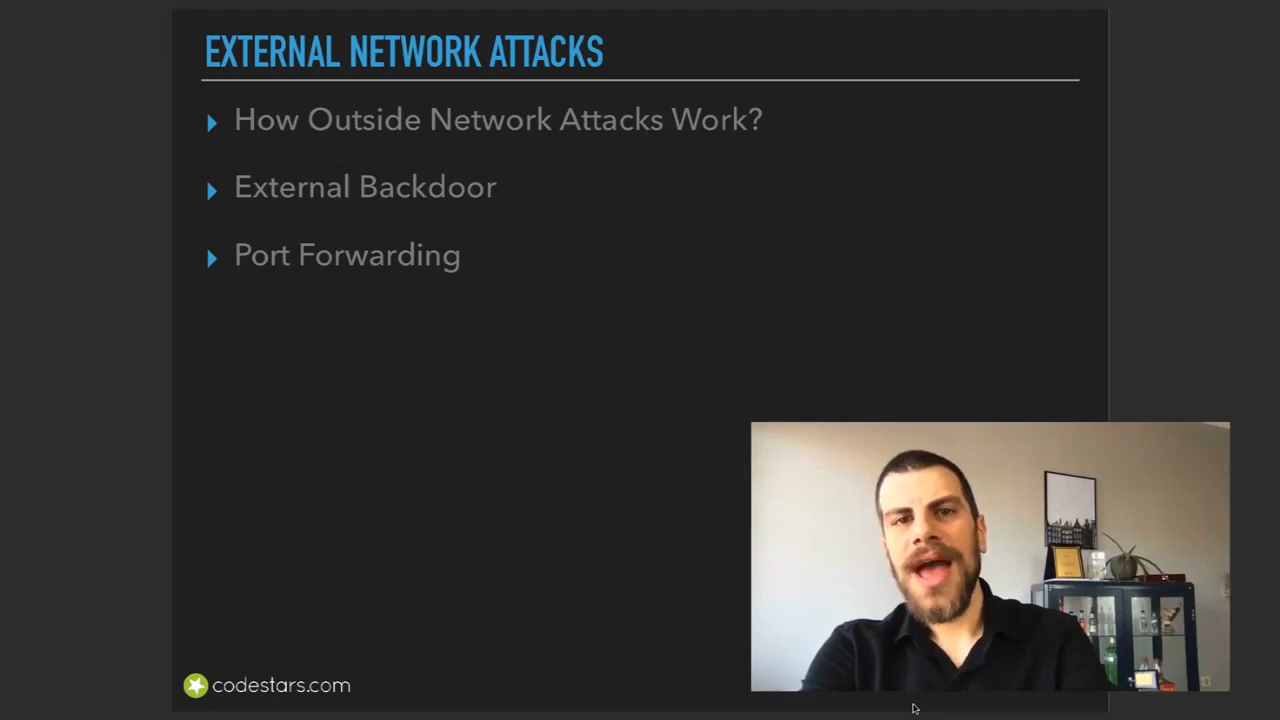 EXTERNAL NETWORK ATTACKS
How Outside Network Attacks Work?
External Backdoor
Port Forwarding
codestars.com